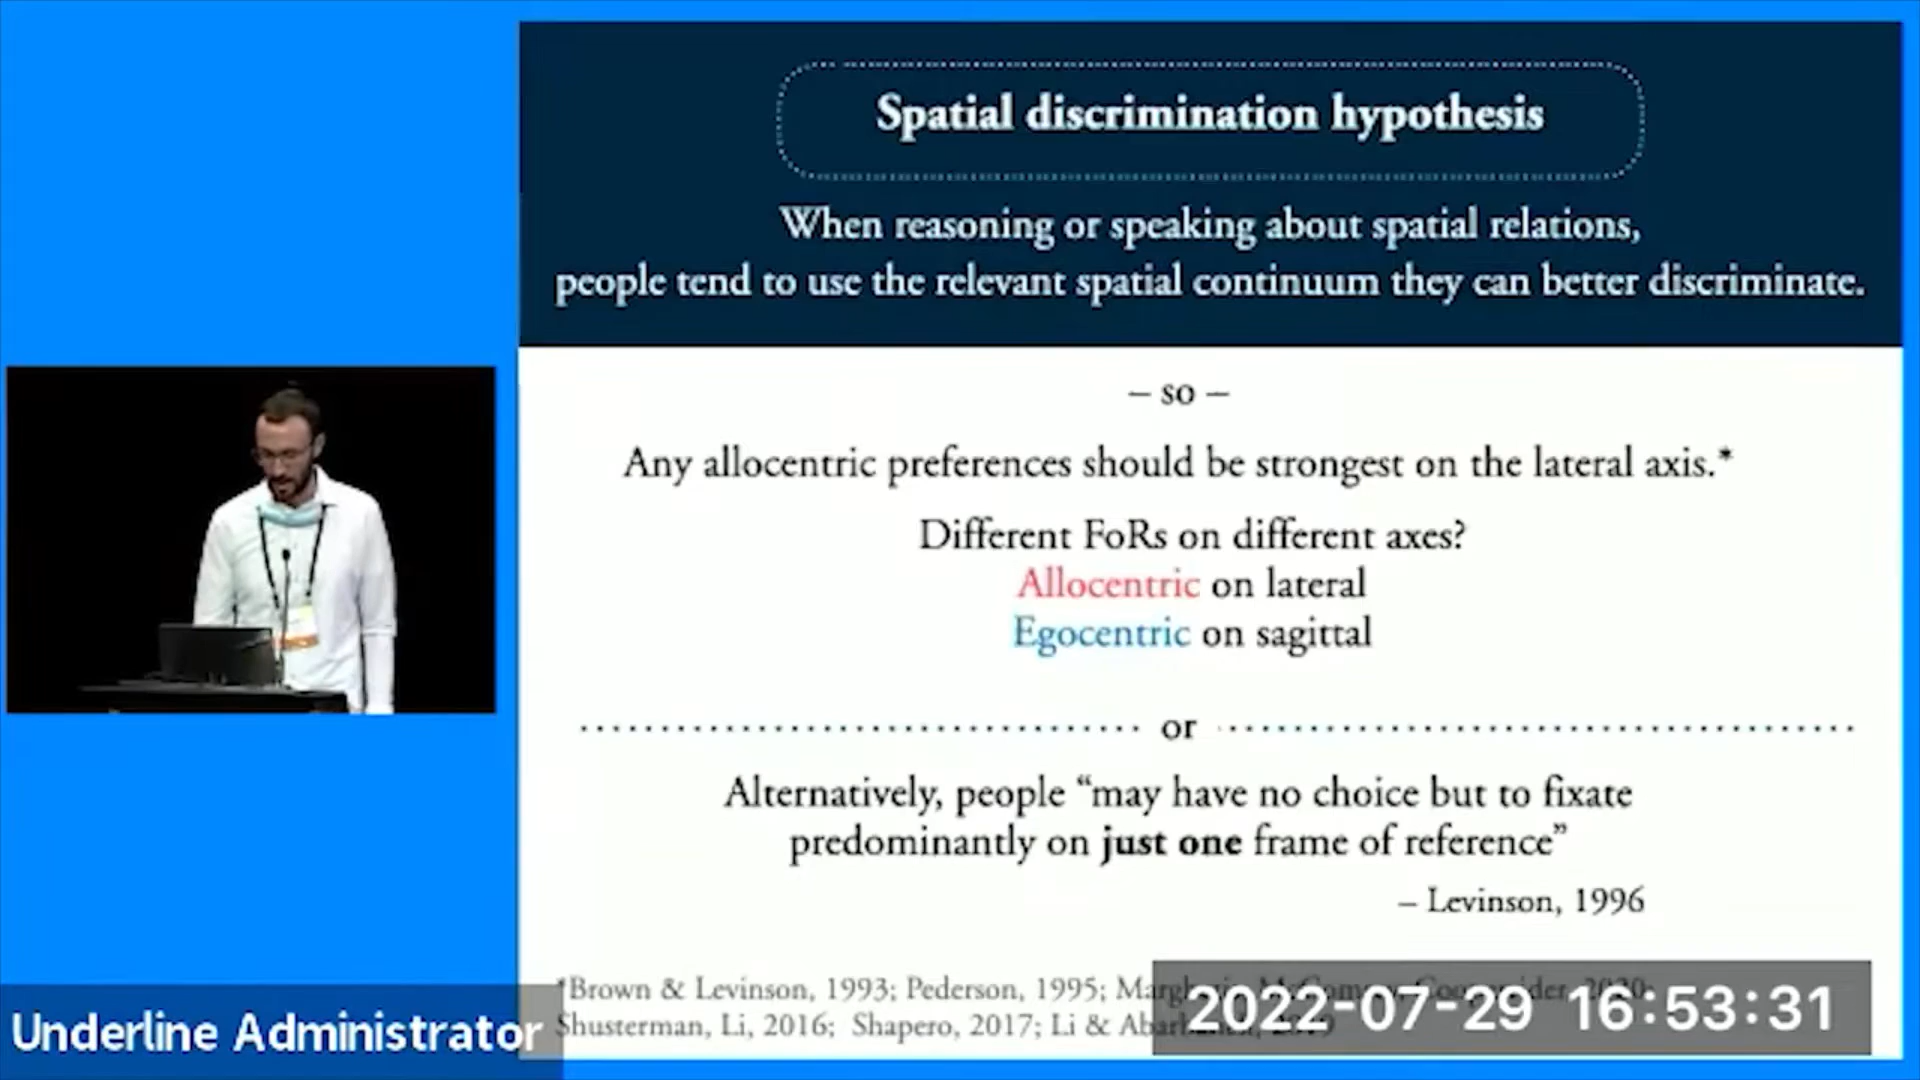 Spatial discrimination hypothesis
When reasoning or speaking about spatial relations,
people tend to use the relevant spatial continuum they can better discriminate.
– so –
Any allocentric preferences should be strongest on the lateral axis.*
Different FoRs on different axes?
Allocentric on lateral
Egocentric on sagittal
or
Alternatively, people “may have no choice but to fixate
predominantly on just one frame of reference”
– Levinson, 1996
*Brown & Levinson, 1993; Pederson, 1995;
Shusterman, Li, 2016; Shapero, 2017; Li &
2022-07-29 16:53:31
Underline Administrator